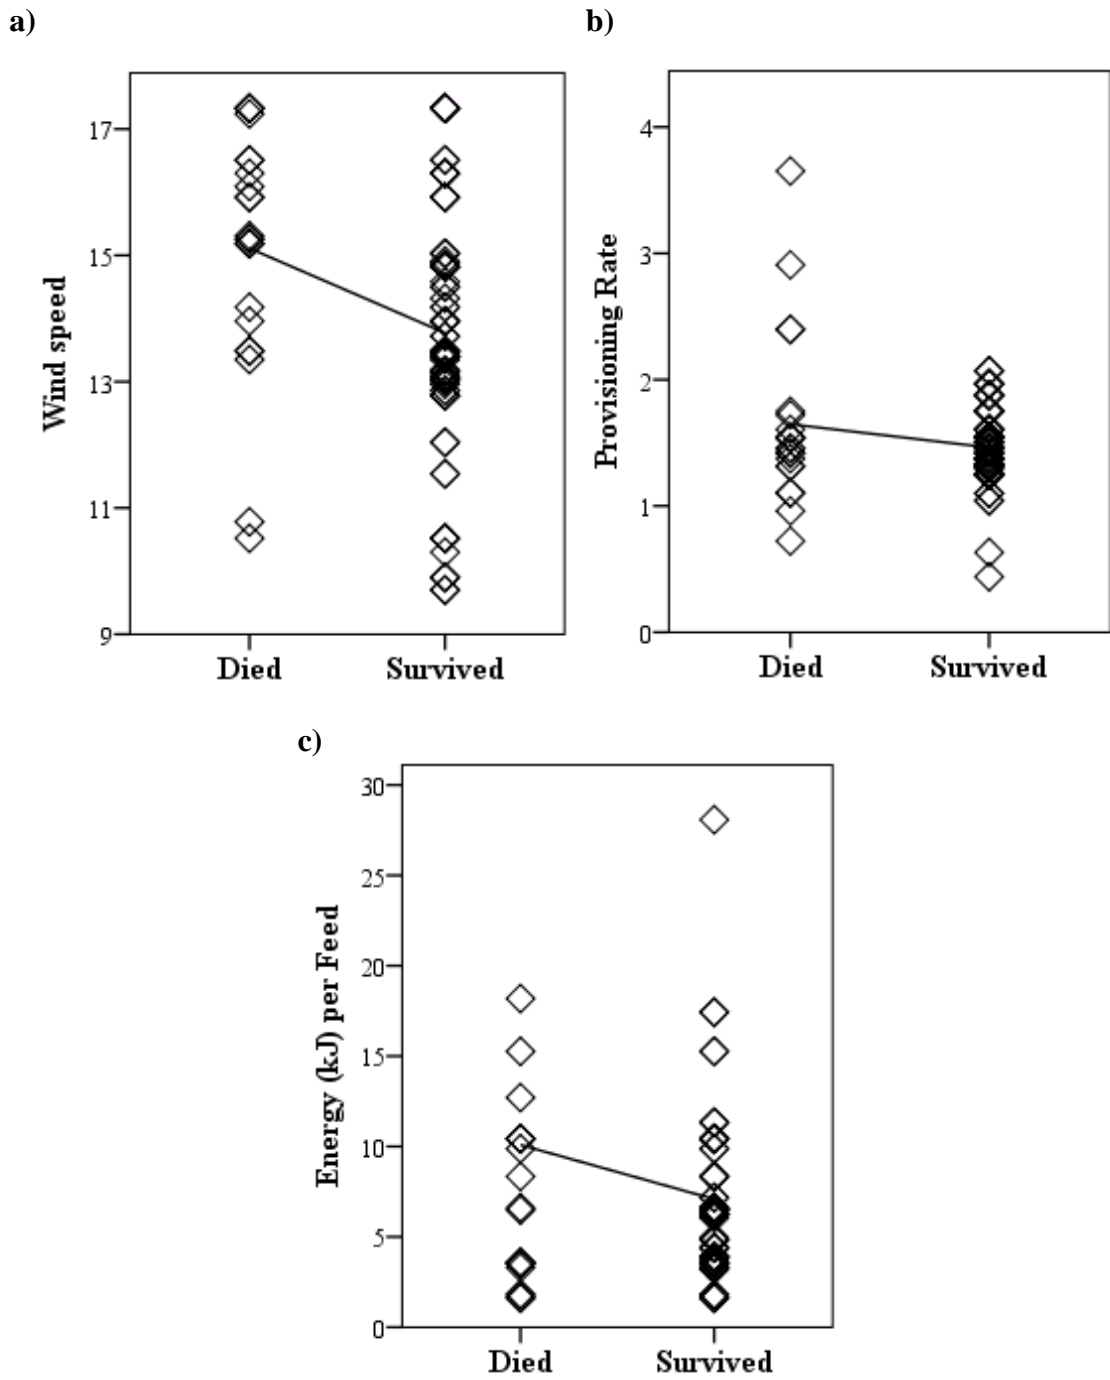 a)
Wind speed
17
15
13
11
9
Died Survived
b)
Provisioning Rate
4
3
2
1
0
Died Survived
c)
Energy (kJ) per Feed
30
25
20
15
10
5
0
Died Survived